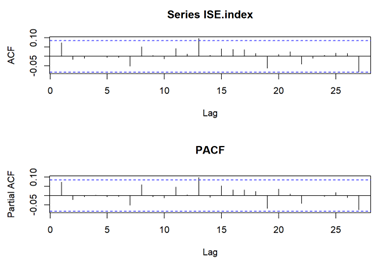 Series ISE.index
ACF
0.10
-0.05
0 5 10 15 20 25
Lag
PACF
Partial ACF
0.10
-0.05
0 5 10 15 20 25
Lag